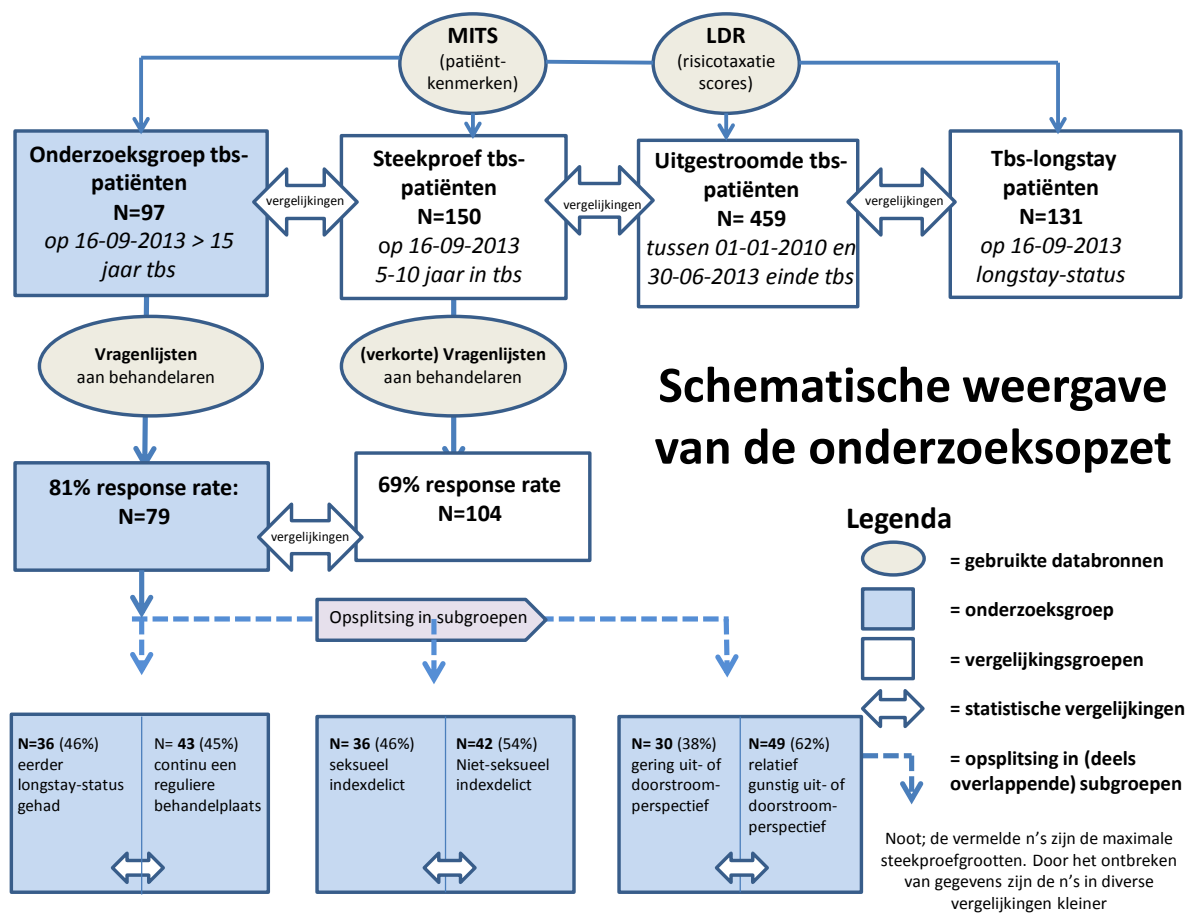 MITS
(patiënt-
kenmerken)
LDR
(risicotaxatie
scores)
Onderzoeksgroep tbs-
patiënten
N=97
op 16-09-2013 > 15
jaar tbs
vergelijkingen
Steekproef tbs-
patiënten
N=150
op 16-09-2013
5-10 jaar in tbs
vergelijkingen
Uitgestroomde tbs-
patiënten
N= 459
tussen 01-01-2010 en
30-06-2013 einde tbs
vergelijkingen
Tbs-longstay
patiënten
N=131
op 16-09-2013
longstay-status
Vragenlijsten
aan behandelaren
(verkorte) Vragenlijsten
aan behandelaren
Schematische weergave
van de onderzoeksopzet
81% response rate:
N=79
vergelijkingen
69% response rate
N=104
Opsplitsing in subgroepen
N=36 (46%)
eerder
longstay-status
gehad
N= 43 (45%)
continu een
reguliere
behandelplaats
N= 36 (46%)
seksueel
indexdelict
N=42 (54%)
Niet-seksueel
indexdelict
N= 30 (38%)
gering uit- of
doorstroom-
perspectief
N=49 (62%)
relatief
gunstig uit- of
doorstroom-
perspectief
Legenda
= gebruikte databronnen
= onderzoeksgroep
= vergelijkingsgroepen
= statistische vergelijkingen
= opsplitsing in (deels
overlappende) subgroepen
Noot; de vermelde n's zijn de maximale
steekproefgrootten. Door het ontbreken
van gegevens zijn de n's in diverse
vergelijkingen kleiner